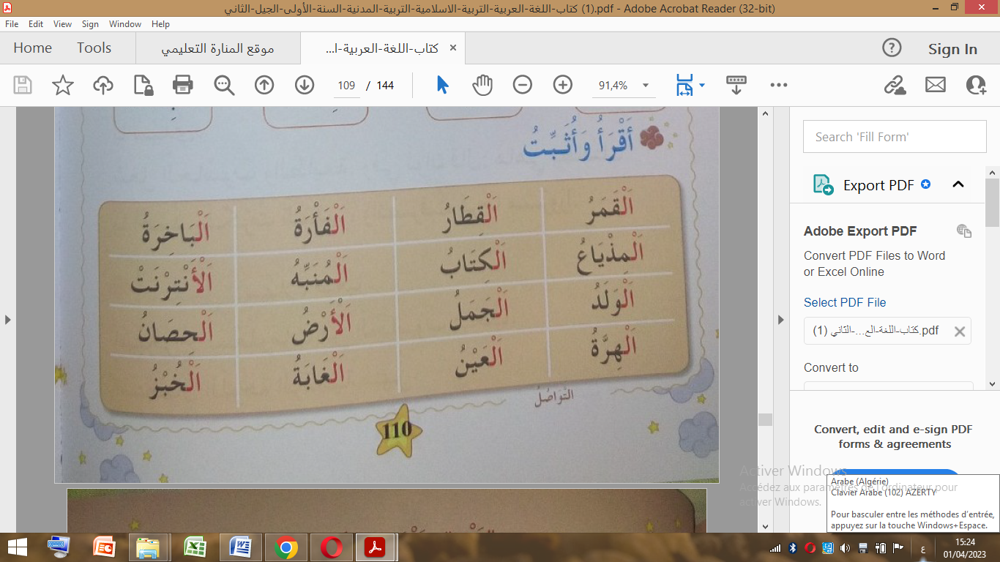 كتاب-اللغة-العربية-التربية-الاسلامية-التربية-المدنية-السنة-الأولى-الجيل-الثاني (1).pdf - Adobe Acrobat Reader (32-bit)
File Edit View Sign Window Help
Home Tools موقع المنارة التعليمي كتاب-اللغة-العربية-ا... × Sign In
109 / 144 91,4%
أَقْرَأُ وَأُثَبِّتُ
اَلْقَمَرُ اَلْقِطَارُ اَلْفَأْرَةُ اَلْبَاخِرَةُ
اَلْمِذْيَاعُ اَلْكِتَابُ اَلْمُنَبِّهُ اَلْأَنْتِرْنَتْ
اَلْوَلَدُ اَلْجَمَلُ اَلْأَرْضُ اَلْحِصَانُ
اَلْهِرَّةُ اَلْعَيْنُ اَلْغَابَةُ اَلْخُبْزُ
التَّوَاصُلُ
110
Search 'Fill Form'
Export PDF
Adobe Export PDF
Convert PDF Files to Word
or Excel Online
Select PDF File
كتاب-اللغة-الع...-الثاني (1).pdf
Convert to
Convert, edit and e-sign PDF
forms & agreements
Activer Windows
Accédez aux paramètres de l'ordinateur pour
activer Windows.
Arabe (Algérie)
Clavier Arabe (102) AZERTY
Pour basculer entre les méthodes d'entrée,
appuyez sur la touche Windows+Espace.
ع
15:24
01/04/2023